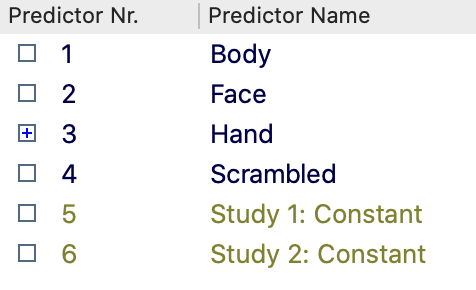 Predictor Nr. Predictor Name
1 Body
2 Face
3 Hand
4 Scrambled
5 Study 1: Constant
6 Study 2: Constant